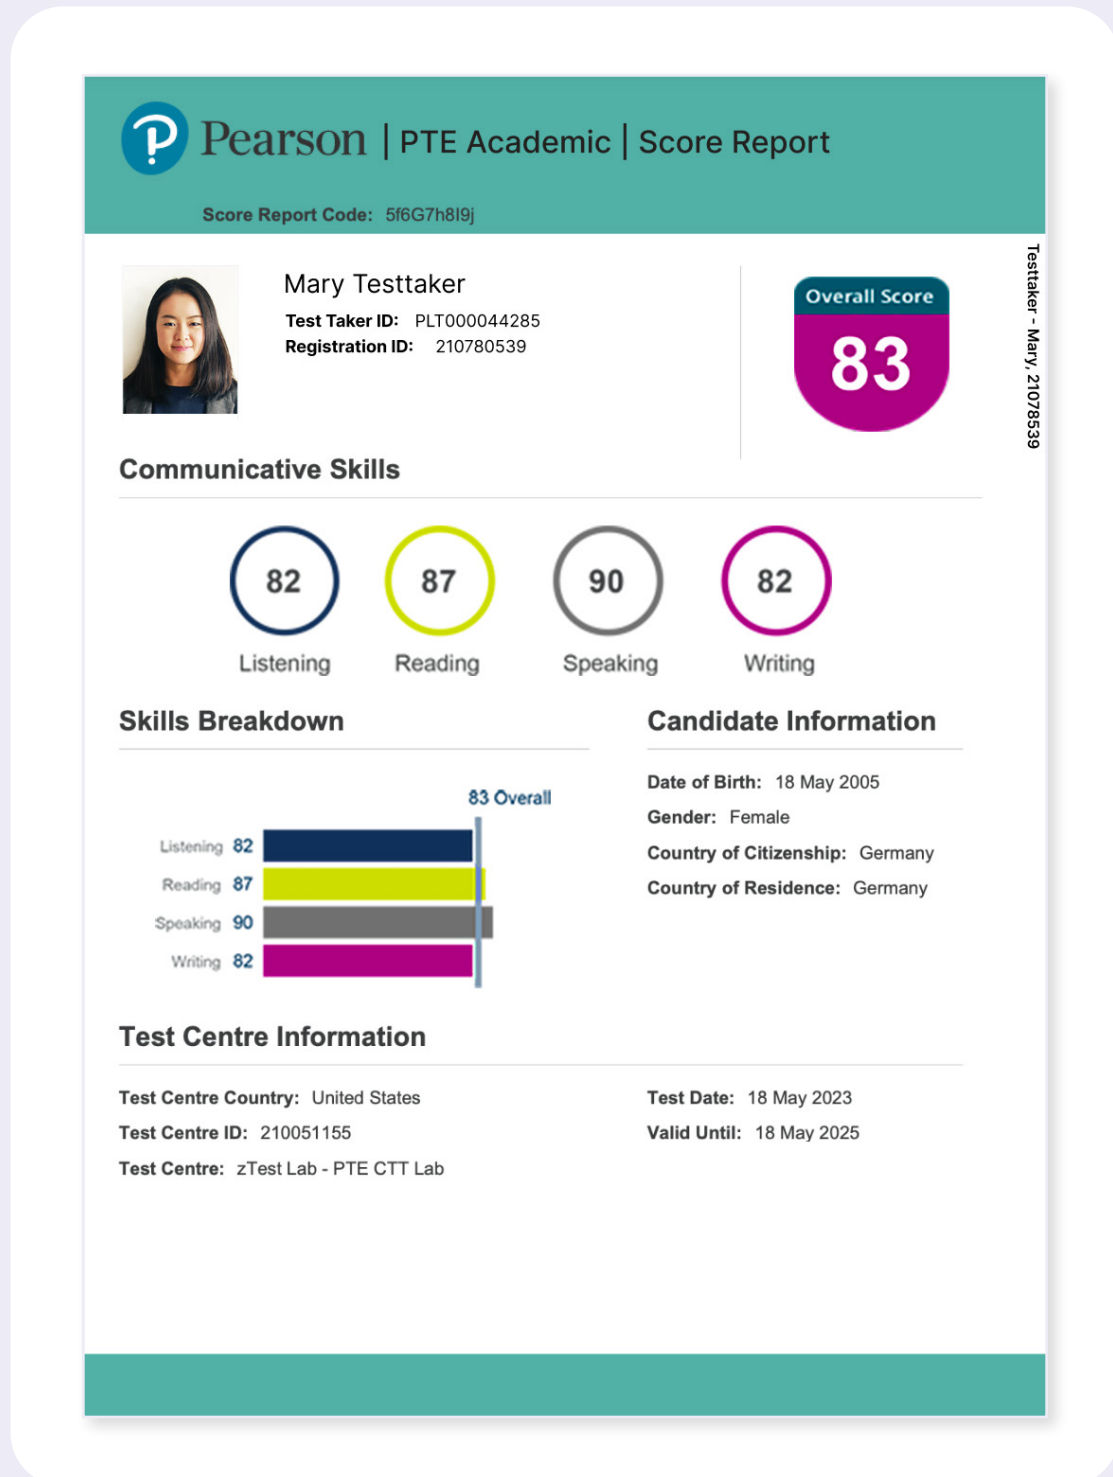 Pearson | PTE Academic | Score Report
Score Report Code: 5f6G7h8I9j
Mary Testtaker
Test Taker ID: PLT000044285
Registration ID: 210780539
Overall Score
83
Testtaker - Mary, 21078539
Communicative Skills
82 87 90 82
Listening Reading Speaking Writing
Skills Breakdown
83 Overall
Listening 82
Reading 87
Speaking 90
Writing 82
Candidate Information
Date of Birth: 18 May 2005
Gender: Female
Country of Citizenship: Germany
Country of Residence: Germany
Test Centre Information
Test Centre Country: United States
Test Centre ID: 210051155
Test Centre: zTest Lab - PTE CTT Lab
Test Date: 18 May 2023
Valid Until: 18 May 2025